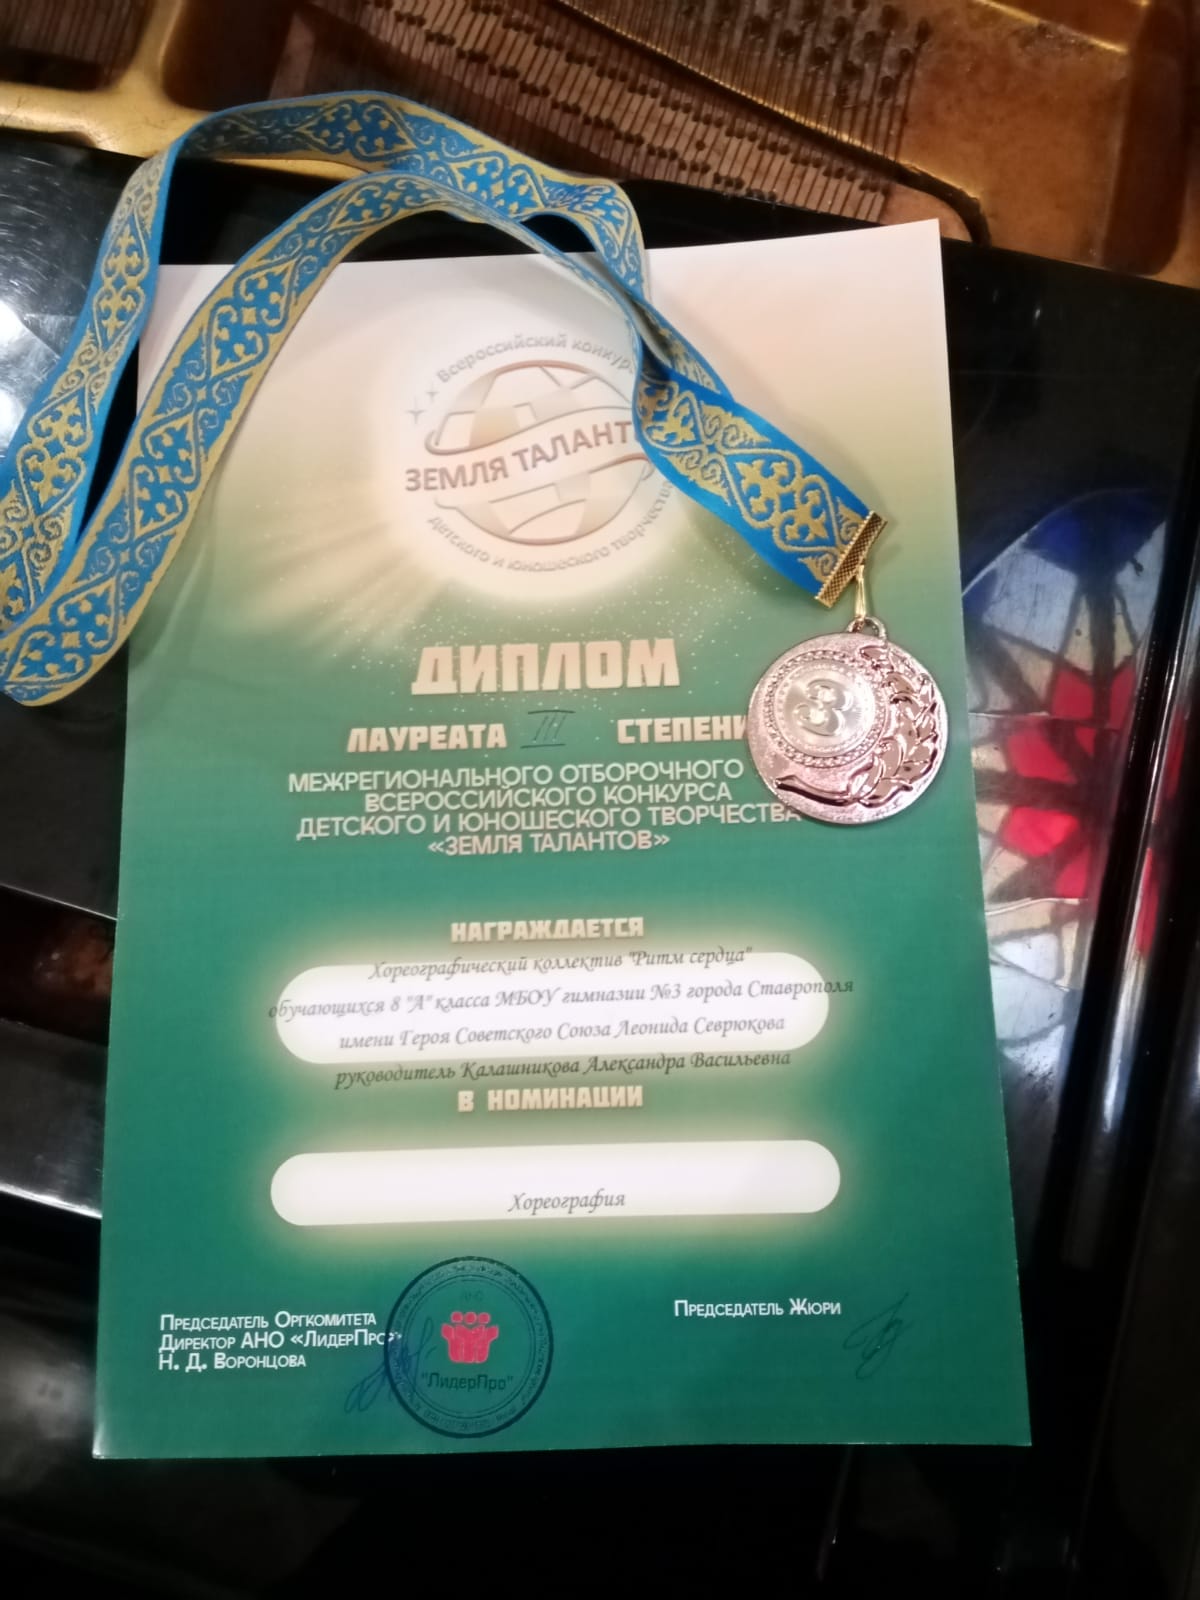 Всероссийский конкурс
ЗЕМЛЯ ТАЛАНТ
детского и юношеского творчества
ДИПЛОМ
ЛАУРЕАТА III СТЕПЕНИ
МЕЖРЕГИОНАЛЬНОГО ОТБОРОЧНОГО
ВСЕРОССИЙСКОГО КОНКУРСА
ДЕТСКОГО И ЮНОШЕСКОГО ТВОРЧЕСТВА
«ЗЕМЛЯ ТАЛАНТОВ»
3
НАГРАЖДАЕТСЯ
Хореографический коллектив "Ритм сердца"
обучающихся 8 "А" класса МБОУ гимназии №3 города Ставрополя
имени Героя Советского Союза Леонида Севрюкова
руководитель Калашникова Александра Васильевна
В НОМИНАЦИИ
Хореография
Председатель Оргкомитета
Директор АНО «ЛидерПро»
Н. Д. Воронцова
АНО
"ЛидерПро"
Председатель Жюри